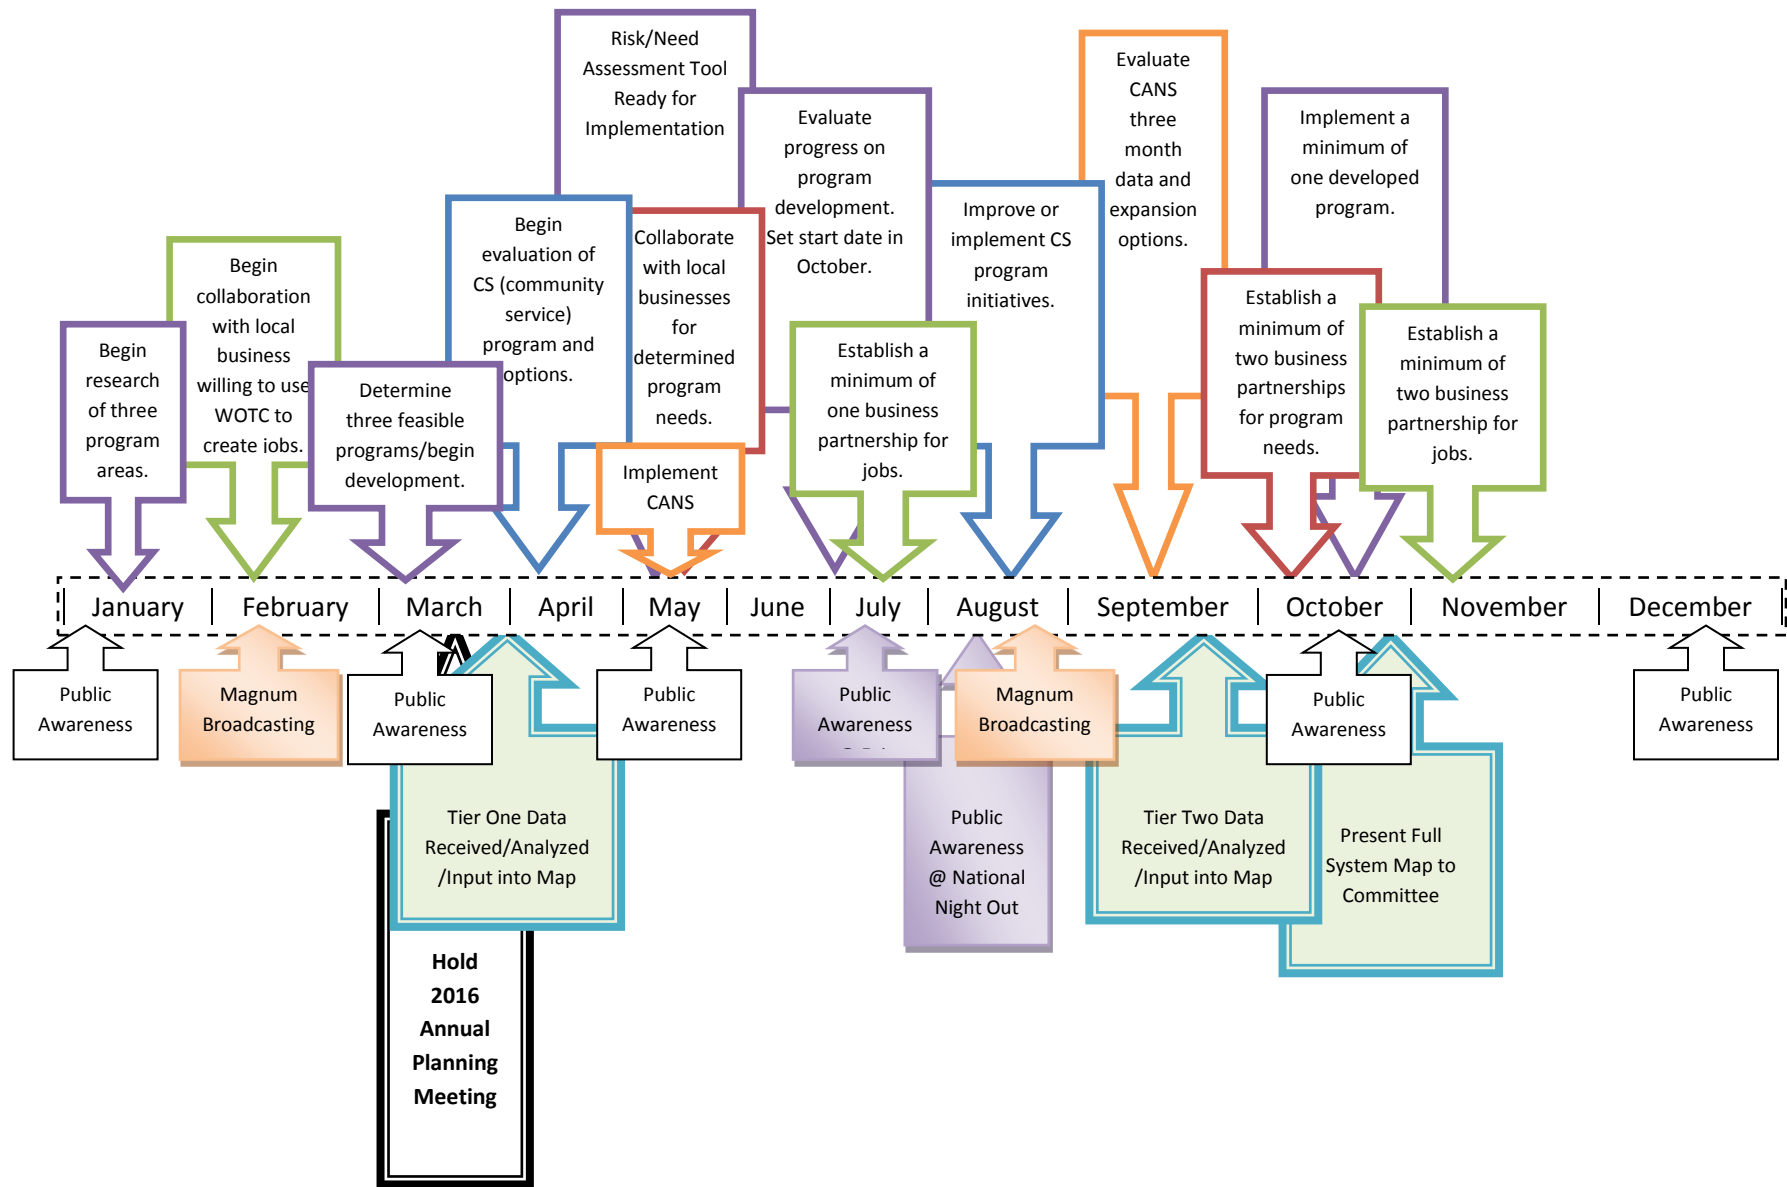 Risk/Need
Assessment Tool
Ready for
Implementation
Evaluate
CANS
three
month
data and
expansion
options.
Evaluate
progress on
program
development.
Set start date in
October.
Implement a
minimum of
one developed
program.
Begin
evaluation of
CS (community
service)
program and
options.
Collaborate
with local
businesses
for
determined
program
needs.
Improve or
implement CS
program
initiatives.
Begin
collaboration
with local
business
willing to use
WOTC to
create jobs.
Establish a
minimum of
two business
partnerships
for program
needs.
Begin
research
of three
program
areas.
Determine
three feasible
programs/begin
development.
Establish a
minimum of
one business
partnership for
jobs.
Establish a
minimum of
two business
partnership for
jobs.
Implement
CANS
January
February
March
April
May
June
July
August
September
October
November
December
Public
Awareness
Magnum
Broadcasting
Public
Awareness
Public
Awareness
Public
Awareness
Magnum
Broadcasting
Public
Awareness
Public
Awareness
Tier One Data
Received/Analyzed
/Input into Map
Public
Awareness
@ National
Night Out
Tier Two Data
Received/Analyzed
/Input into Map
Present Full
System Map to
Committee
Hold
2016
Annual
Planning
Meeting